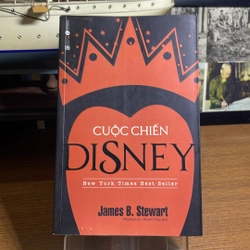 CUỘC CHIẾN
DISNEY
New York Times Best Seller
James B. Stewart